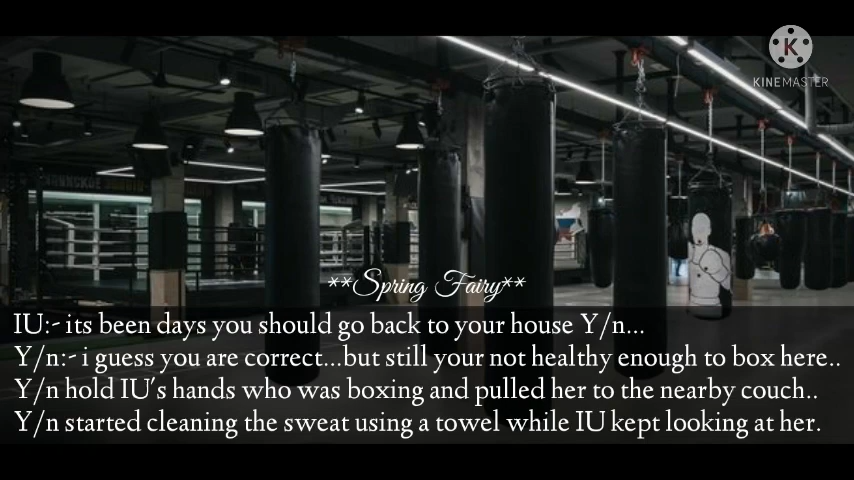 KINEMASTER
**Spring Fairy**
IU:- its been days you should go back to your house Y/n...
Y/n:- i guess you are correct...but still your not healthy enough to box here..
Y/n hold IU's hands who was boxing and pulled her to the nearby couch..
Y/n started cleaning the sweat using a towel while IU kept looking at her.